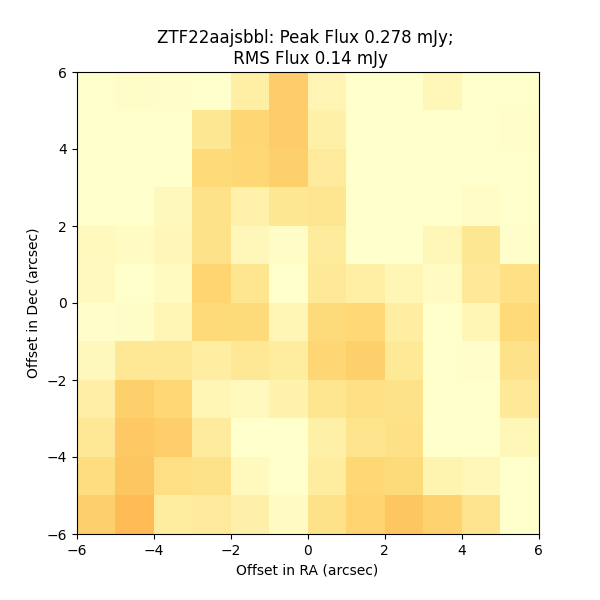 ZTF22aajsbbl: Peak Flux 0.278 mJy;
RMS Flux 0.14 mJy
6
4
2
0
−2
−4
−6
Offset in Dec (arcsec)
−6 −4 −2 0 2 4 6
Offset in RA (arcsec)